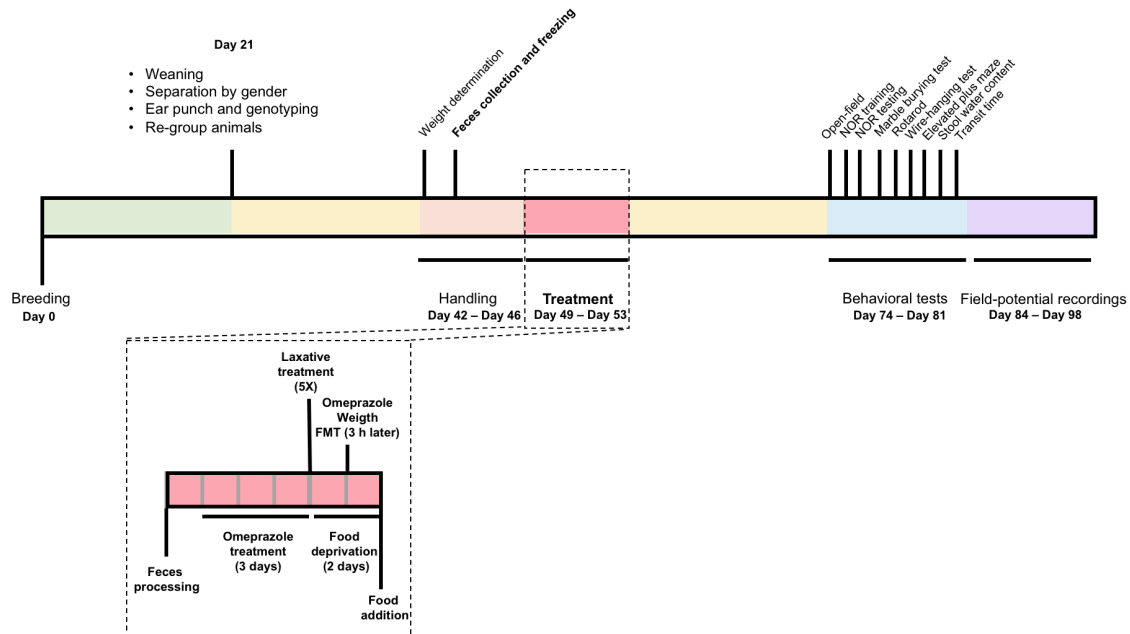 Day 21
• Weaning
• Separation by gender
• Ear punch and genotyping
• Re-group animals
Weight determination
Feces collection and freezing
Open-field
NOR training
NOR testing
Marble burying test
Rotarod
Wire-hanging test
Elevated plus maze
Stool water content
Transit time
Breeding
Day 0
Handling
Day 42 – Day 46
Treatment
Day 49 – Day 53
Behavioral tests
Day 74 – Day 81
Field-potential recordings
Day 84 – Day 98
Laxative
treatment
(5X)
Omeprazole
Weigth
FMT (3 h later)
Omeprazole
treatment
(3 days)
Food
deprivation
(2 days)
Feces
processing
Food
addition